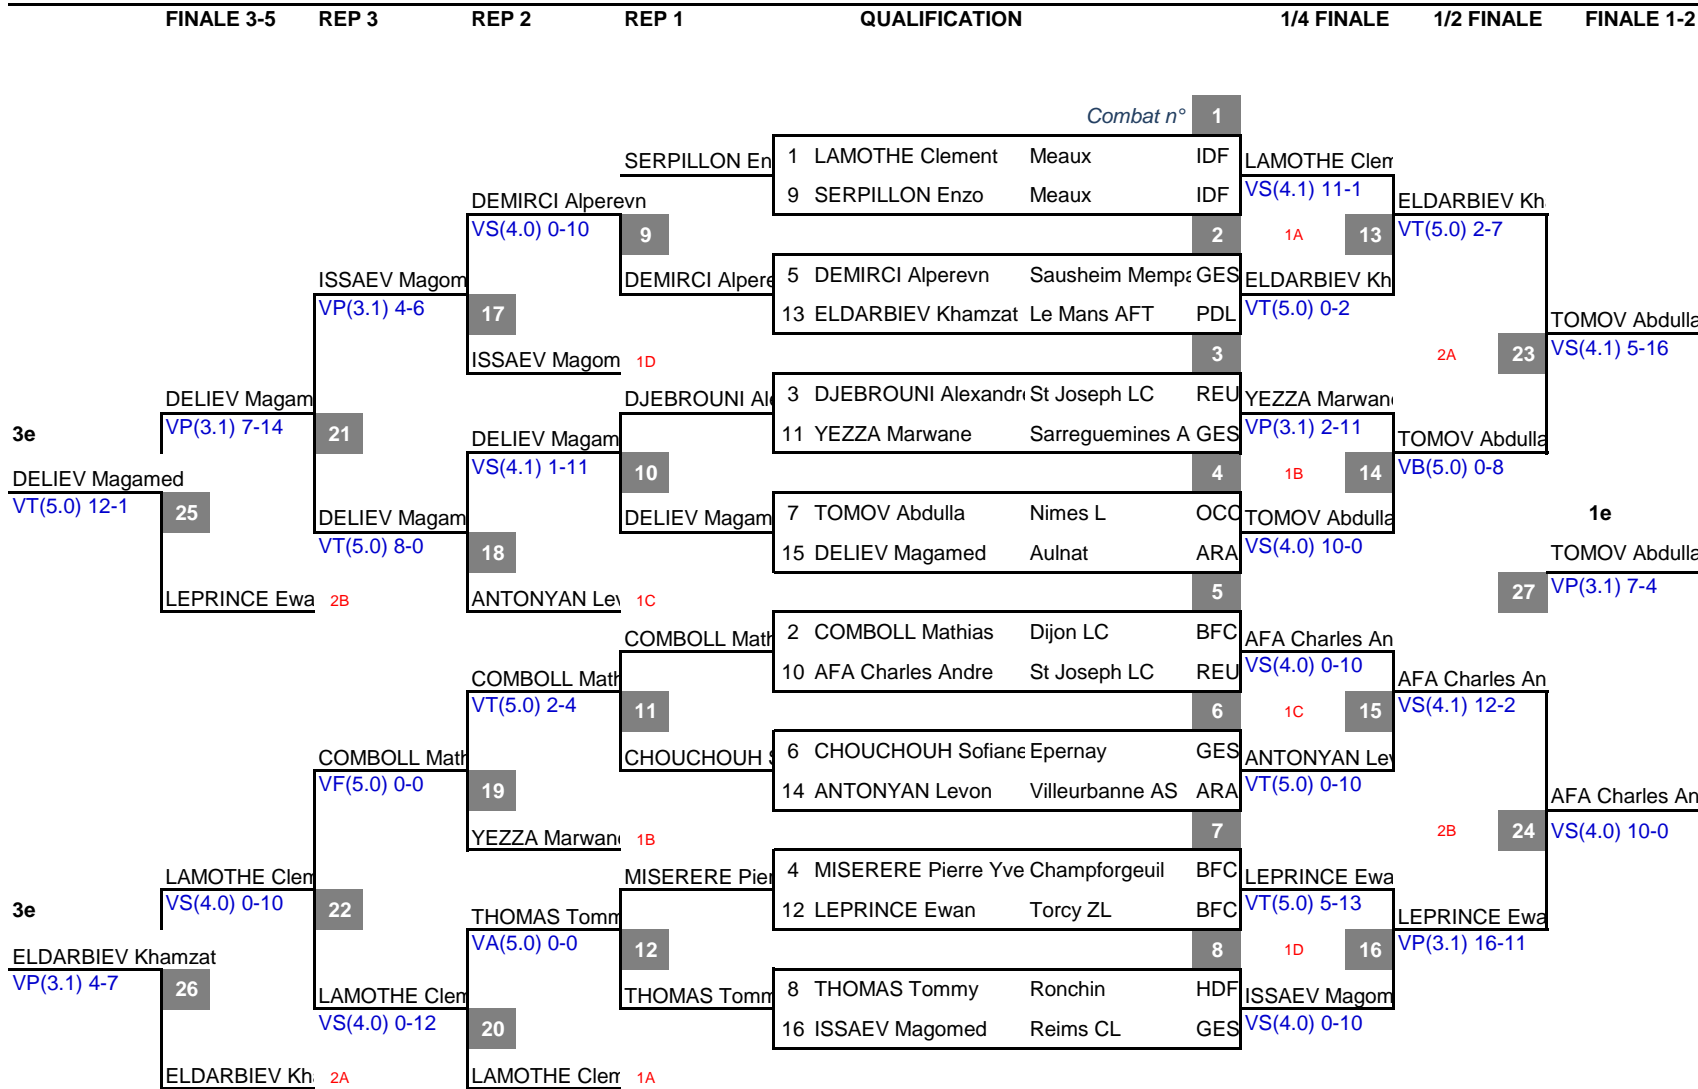 FINALE 3-5 REP 3 REP 2 REP 1 QUALIFICATION 1/4 FINALE 1/2 FINALE FINALE 1-2
Combat n° 1
SERPILLON En 1 LAMOTHE Clement Meaux IDF LAMOTHE Clem
9 SERPILLON Enzo Meaux IDF VS(4.1) 11-1
DEMIRCI Alperevn ELDARBIEV Kh
VS(4.0) 0-10 9 2 1A 13 VT(5.0) 2-7
ISSAEV Magom DEMIRCI Alpere 5 DEMIRCI Alperevn Sausheim Mempa GES ELDARBIEV Kh
VP(3.1) 4-6 17 13 ELDARBIEV Khamzat Le Mans AFT PDL VT(5.0) 0-2
TOMOV Abdulla
ISSAEV Magom 1D 3 2A 23 VS(4.1) 5-16
DELIEV Magam DJEBROUNI Al 3 DJEBROUNI Alexandr St Joseph LC REU YEZZA Marwan
3e VP(3.1) 7-14 21 DELIEV Magam 11 YEZZA Marwane Sarreguemines A GES VP(3.1) 2-11 TOMOV Abdulla
VS(4.1) 1-11 10 4 1B 14 VB(5.0) 0-8
DELIEV Magamed
VT(5.0) 12-1 25 DELIEV Magam DELIEV Magam 7 TOMOV Abdulla Nimes L OCC TOMOV Abdulla 1e
VT(5.0) 8-0 18 15 DELIEV Magamed Aulnat ARA VS(4.0) 10-0 TOMOV Abdulla
LEPRINCE Ewa 2B ANTONYAN Lev 1C 5 27 VP(3.1) 7-4
COMBOLL Math 2 COMBOLL Mathias Dijon LC BFC AFA Charles An
10 AFA Charles Andre St Joseph LC REU VS(4.0) 0-10
COMBOLL Math AFA Charles An
VT(5.0) 2-4 11 6 1C 15 VS(4.1) 12-2
COMBOLL Math CHOUCHOUH S 6 CHOUCHOUH Sofiane Epernay GES ANTONYAN Lev
VF(5.0) 0-0 19 14 ANTONYAN Levon Villeurbanne AS ARA VT(5.0) 0-10 AFA Charles An
YEZZA Marwan 1B 7 2B 24 VS(4.0) 10-0
LAMOTHE Clem MISERERE Pier 4 MISERERE Pierre Yve Champforgeuil BFC LEPRINCE Ewa
3e VS(4.0) 0-10 22 THOMAS Tomm 12 LEPRINCE Ewan Torcy ZL BFC VT(5.0) 5-13 LEPRINCE Ewa
VA(5.0) 0-0 12 8 1D 16 VP(3.1) 16-11
ELDARBIEV Khamzat
VP(3.1) 4-7 26 LAMOTHE Clem THOMAS Tomm 8 THOMAS Tommy Ronchin HDF ISSAEV Magom
VS(4.0) 0-12 20 16 ISSAEV Magomed Reims CL GES VS(4.0) 0-10
ELDARBIEV Kh 2A LAMOTHE Clem 1A